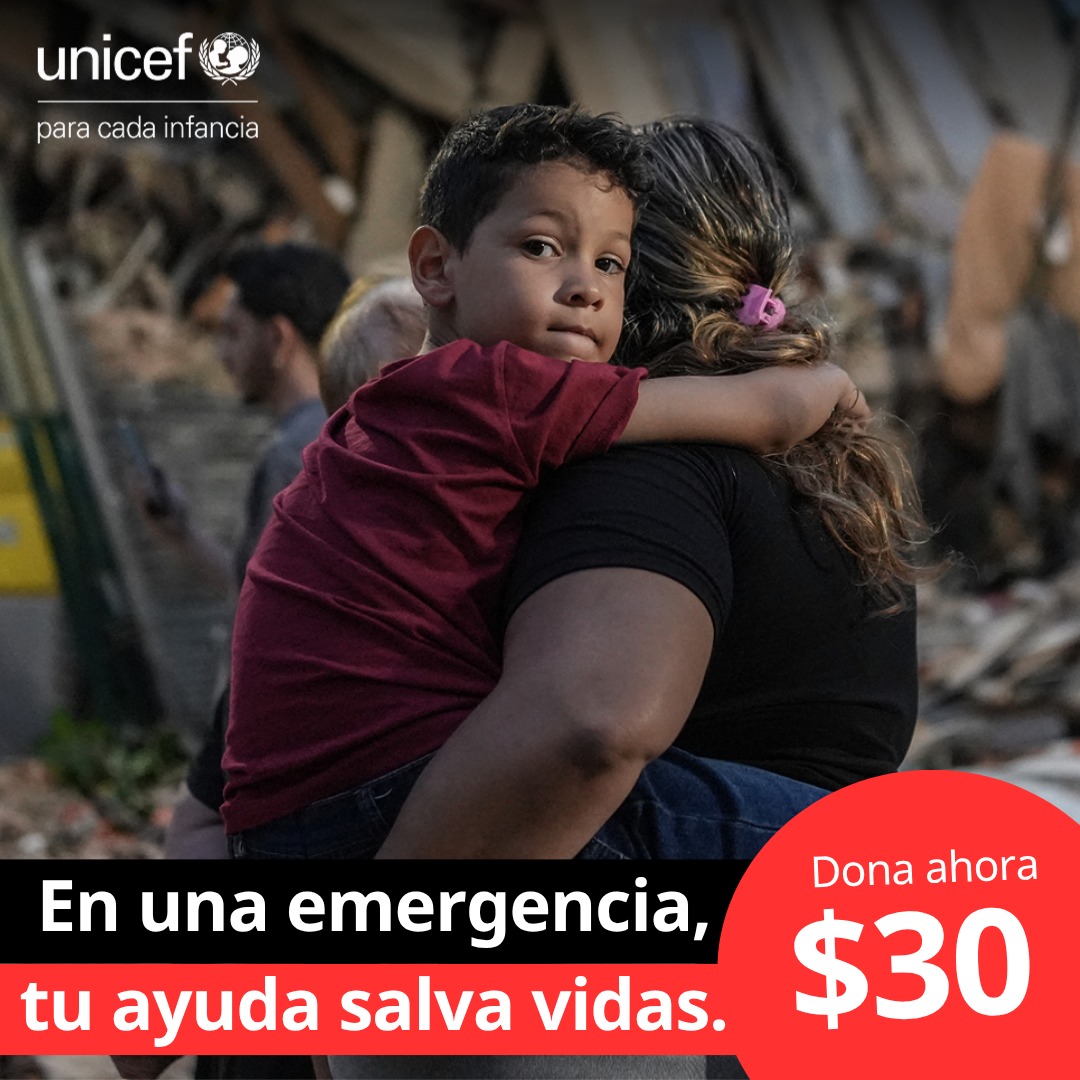 unicef
para cada infancia
En una emergencia,
tu ayuda salva vidas.
Dona ahora
$30